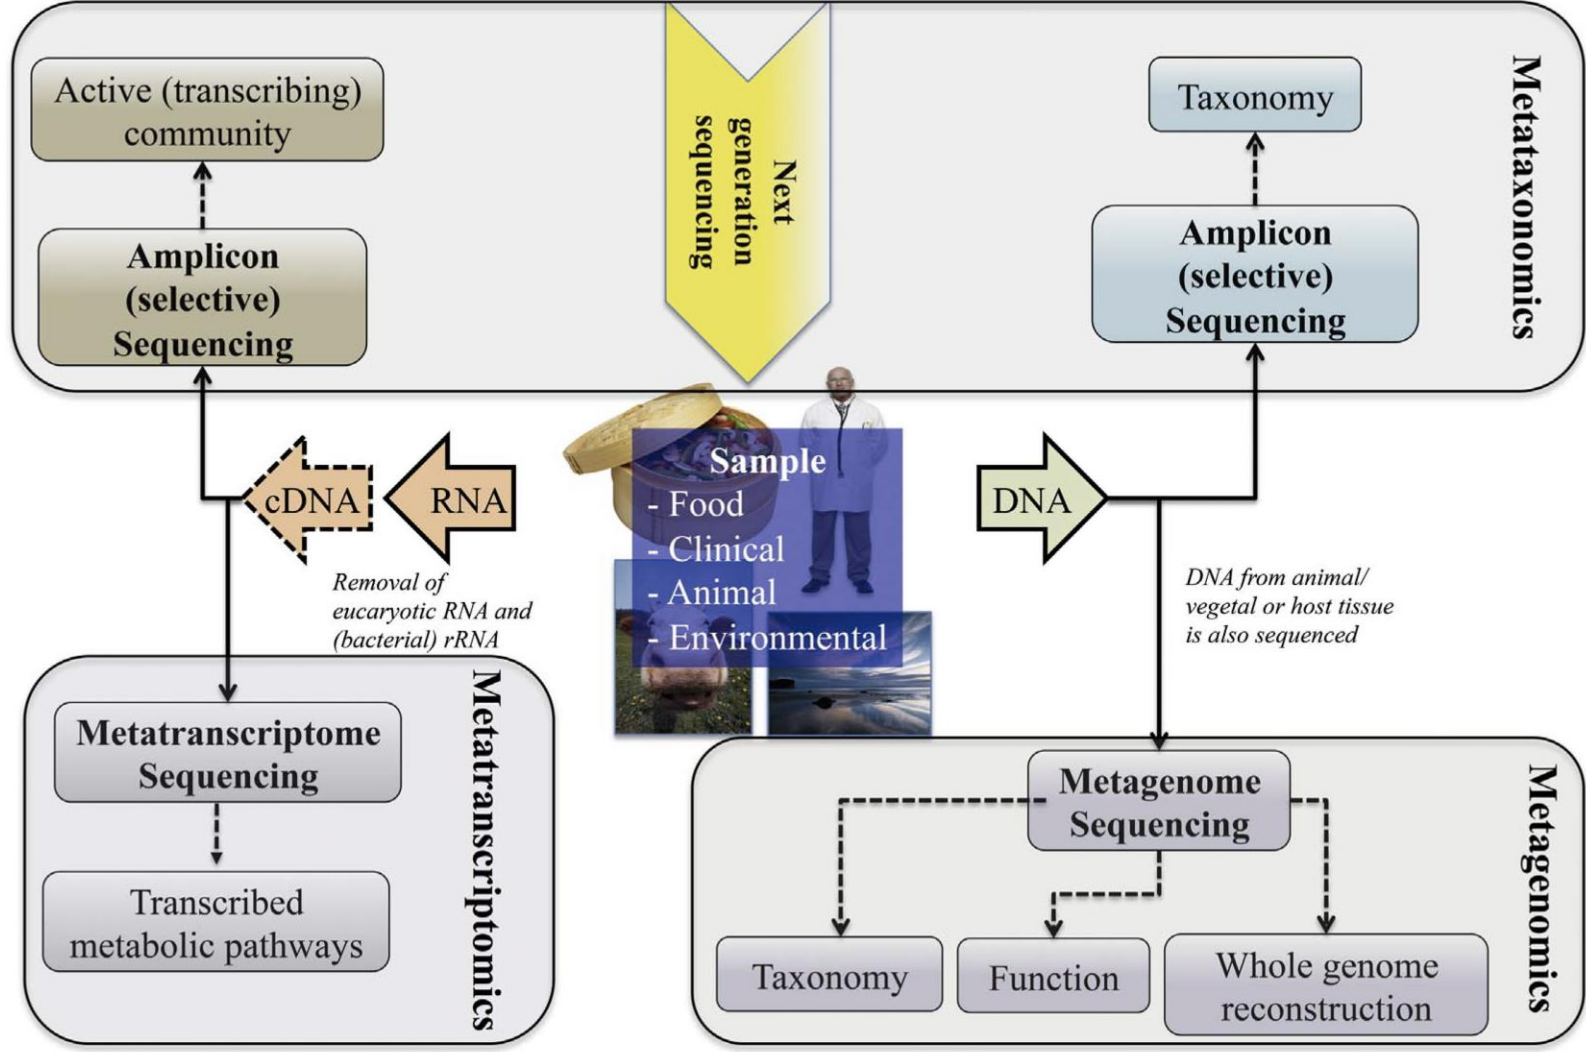 Active (transcribing)
community
Amplicon
(selective)
Sequencing
Next
generation
sequencing
Taxonomy
Amplicon
(selective)
Sequencing
Metataxonomics
cDNA
RNA
Removal of
eucaryotic RNA and
(bacterial) rRNA
Sample
- Food
- Clinical
- Animal
- Environmental
DNA
DNA from animal/
vegetal or host tissue
is also sequenced
Metatranscriptome
Sequencing
Transcribed
metabolic pathways
Metatranscriptomics
Metagenome
Sequencing
Taxonomy
Function
Whole genome
reconstruction
Metagenomics